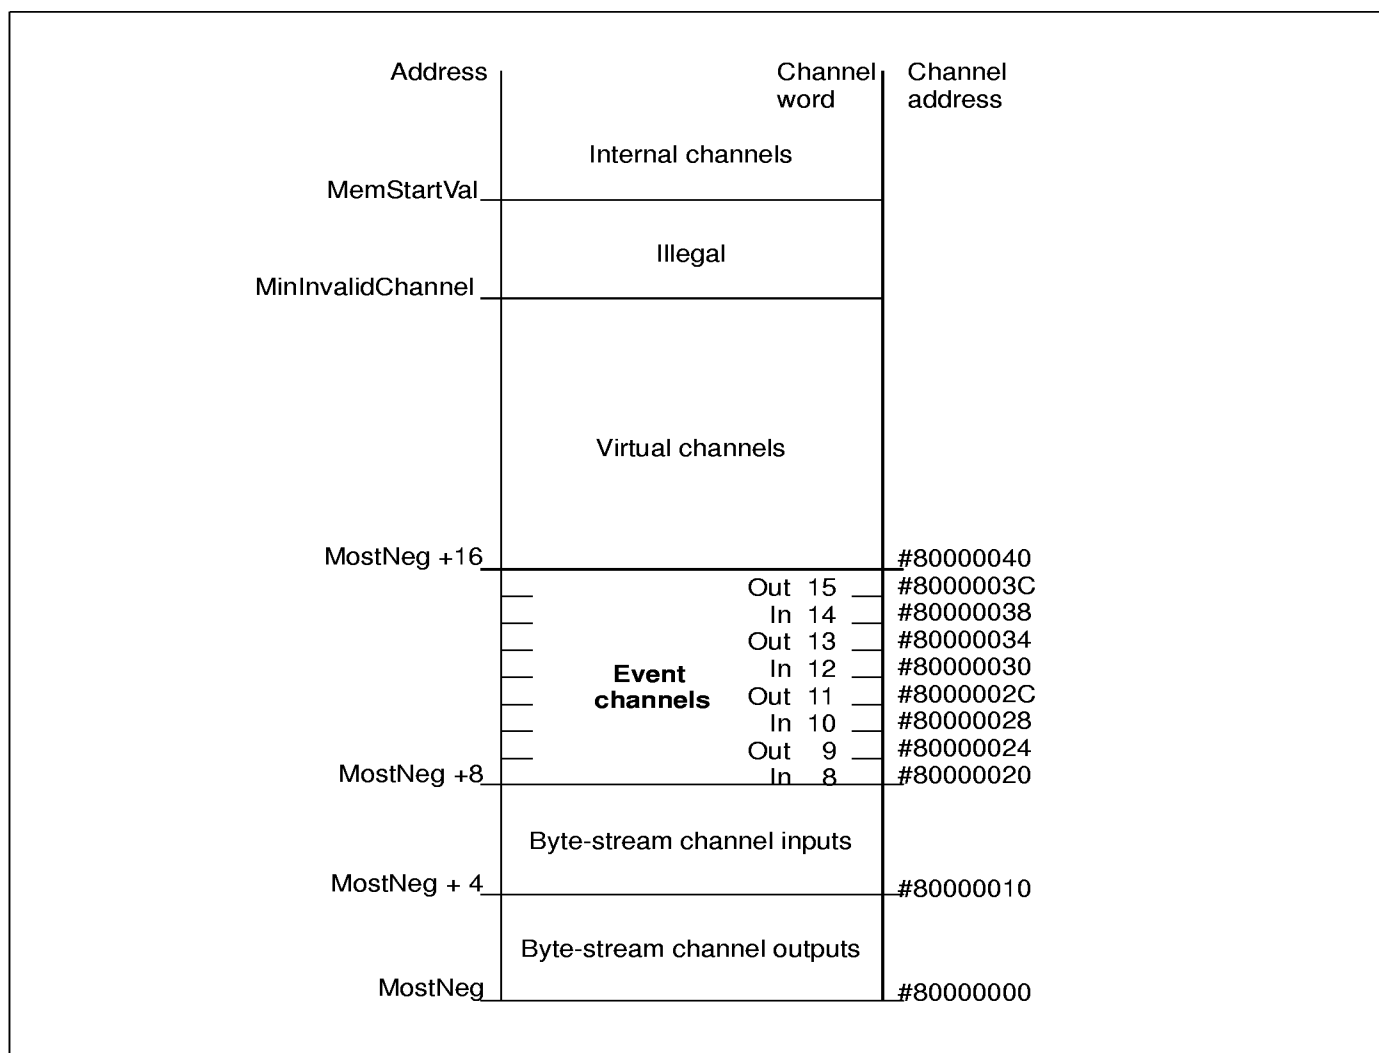 Address Channel Channel
word address
Internal channels
MemStartVal
Illegal
MinInvalidChannel
Virtual channels
MostNeg +16 #80000040
Out 15 #8000003C
In 14 #80000038
Out 13 #80000034
Event In 12 #80000030
channels Out 11 #8000002C
In 10 #80000028
Out 9 #80000024
MostNeg +8 In 8 #80000020
Byte-stream channel inputs
MostNeg + 4 #80000010
Byte-stream channel outputs
MostNeg #80000000